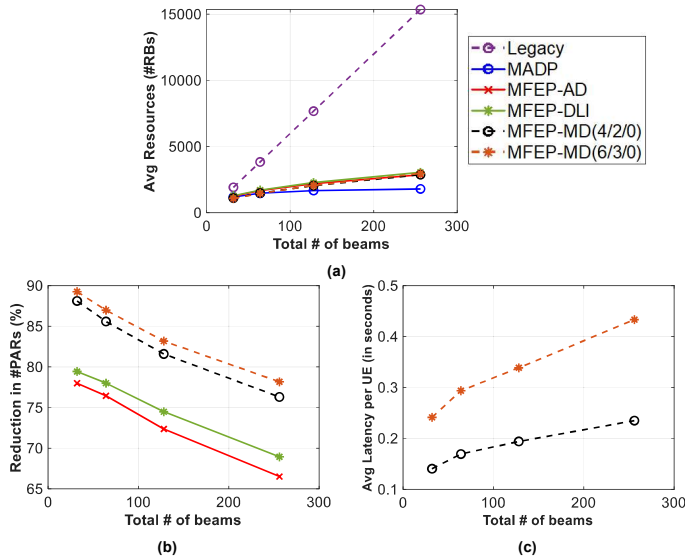 15000
10000
5000
0
0
100
200
300
Avg Resources (#RBs)
Total # of beams
Legacy
MADP
MFEP-AD
MFEP-DLI
MFEP-MD(4/2/0)
MFEP-MD(6/3/0)
(a)
90
85
80
75
70
65
0
100
200
300
Reduction in #PARs (%)
Total # of beams
(b)
0.5
0.4
0.3
0.2
0.1
0
100
200
300
Avg Latency per UE (in seconds)
Total # of beams
(c)